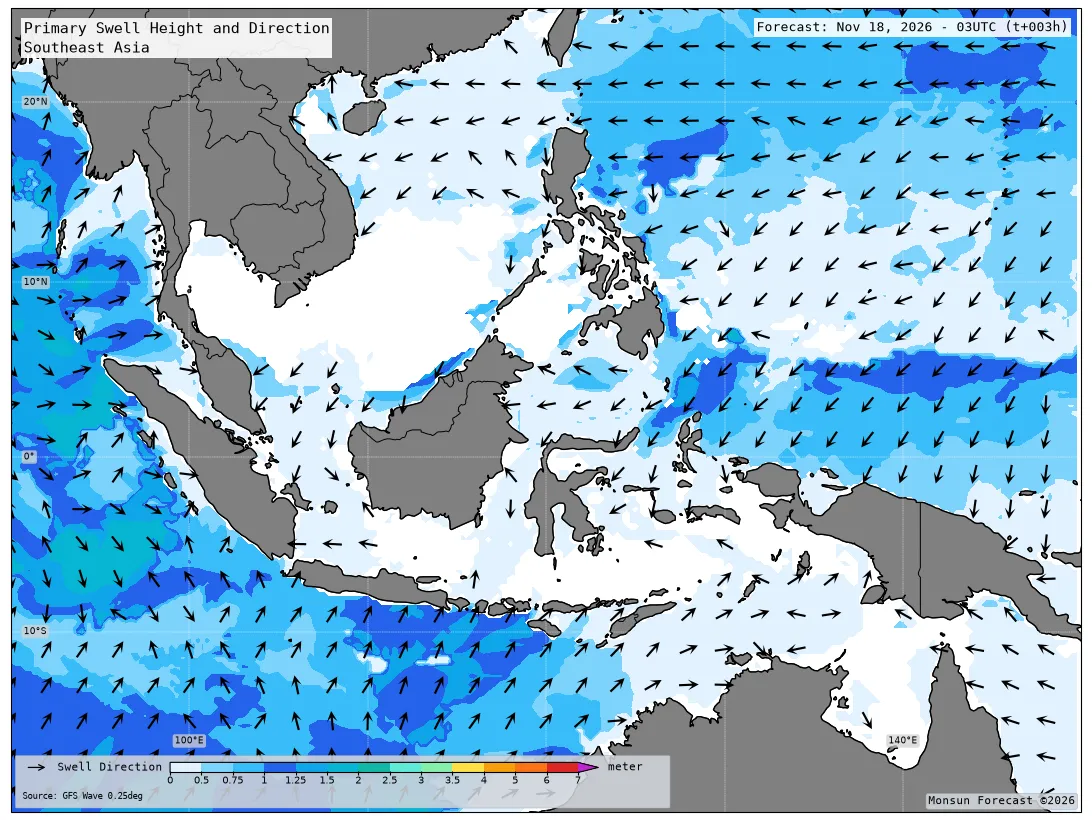 Primary Swell Height and Direction
Southeast Asia
Forecast: Nov 18, 2026 - 03UTC (t+003h)
20°N
10°N
0°
10°S
100°E
140°E
Swell Direction
meter
0 0.5 0.75 1 1.25 1.5 2 2.5 3 3.5 4 5 6 7
Source: GFS Wave 0.25deg
Monsun Forecast ©2026